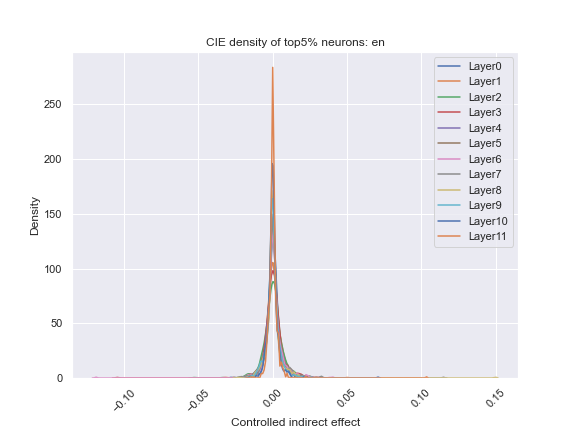 CIE density of top5% neurons: en
Layer0
Layer1
Layer2
Layer3
Layer4
Layer5
Layer6
Layer7
Layer8
Layer9
Layer10
Layer11
250
200
150
100
50
0
Density
−0.10
−0.05
0.00
0.05
0.10
0.15
Controlled indirect effect